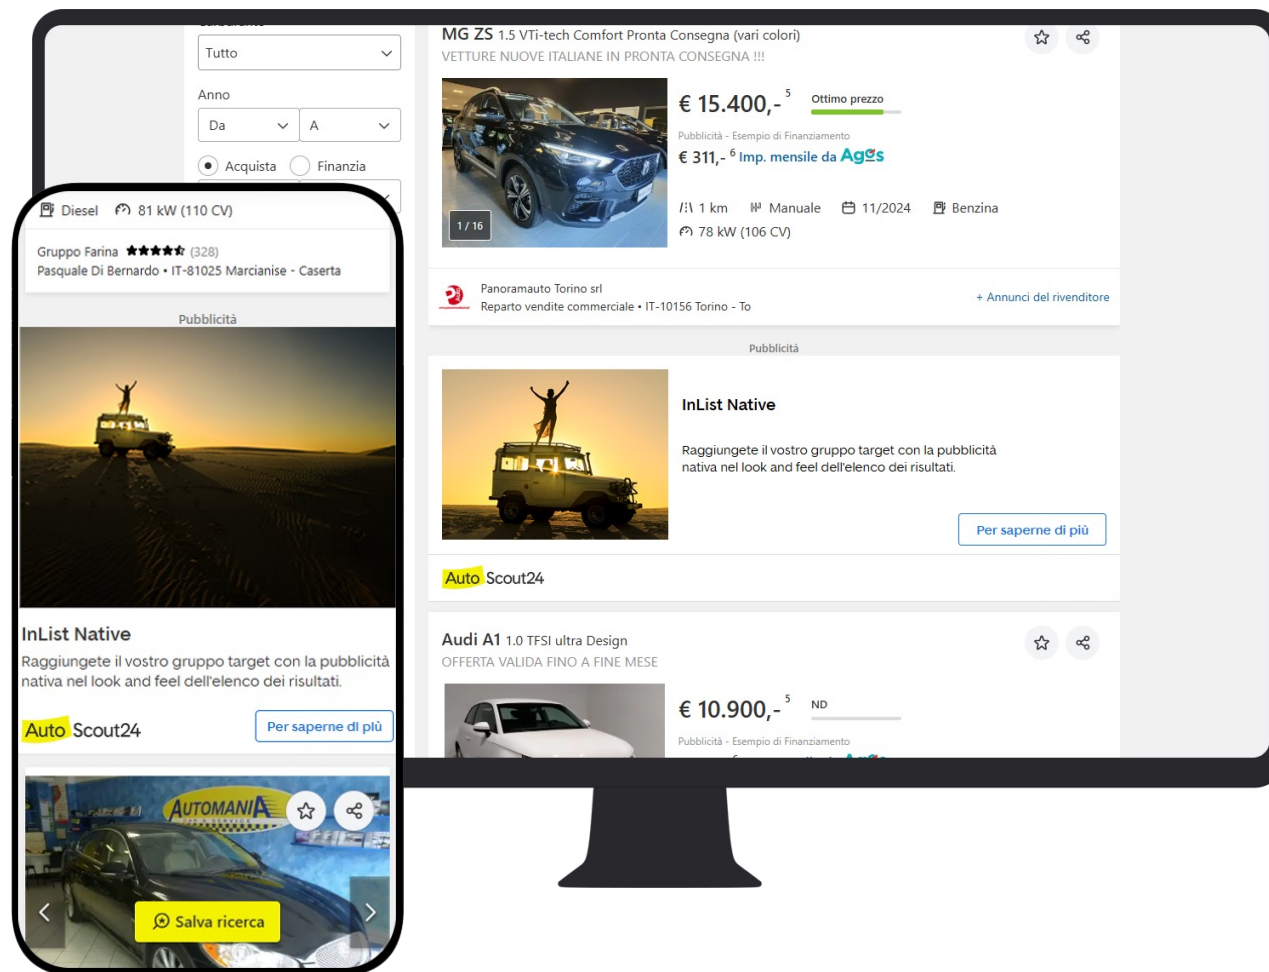 Tutto
Anno
Da
A
Acquista
Finanzia
MG ZS 1.5 VTi-tech Comfort Pronta Consegna (vari colori)
VETTURE NUOVE ITALIANE IN PRONTA CONSEGNA !!!
€ 15.400,- 5
Ottimo prezzo
Pubblicità - Esempio di Finanziamento
€ 311,- 6 Imp. mensile da Agos
1 km
Manuale
11/2024
Benzina
78 kW (106 CV)
1 / 16
Panoramauto Torino srl
Reparto vendite commerciale • IT-10156 Torino - To
+ Annunci del rivenditore
Pubblicità
InList Native
Raggiungete il vostro gruppo target con la pubblicità
nativa nel look and feel dell'elenco dei risultati.
Per saperne di più
Auto Scout24
Audi A1 1.0 TFSI ultra Design
OFFERTA VALIDA FINO A FINE MESE
€ 10.900,- 5
ND
Pubblicità - Esempio di Finanziamento
Diesel
81 kW (110 CV)
Gruppo Farina ★★★★ (328)
Pasquale Di Bernardo • IT-81025 Marcianise - Caserta
Pubblicità
InList Native
Raggiungete il vostro gruppo target con la pubblicità
nativa nel look and feel dell'elenco dei risultati.
Auto Scout24
Per saperne di più
AUTOMANIA
Salva ricerca